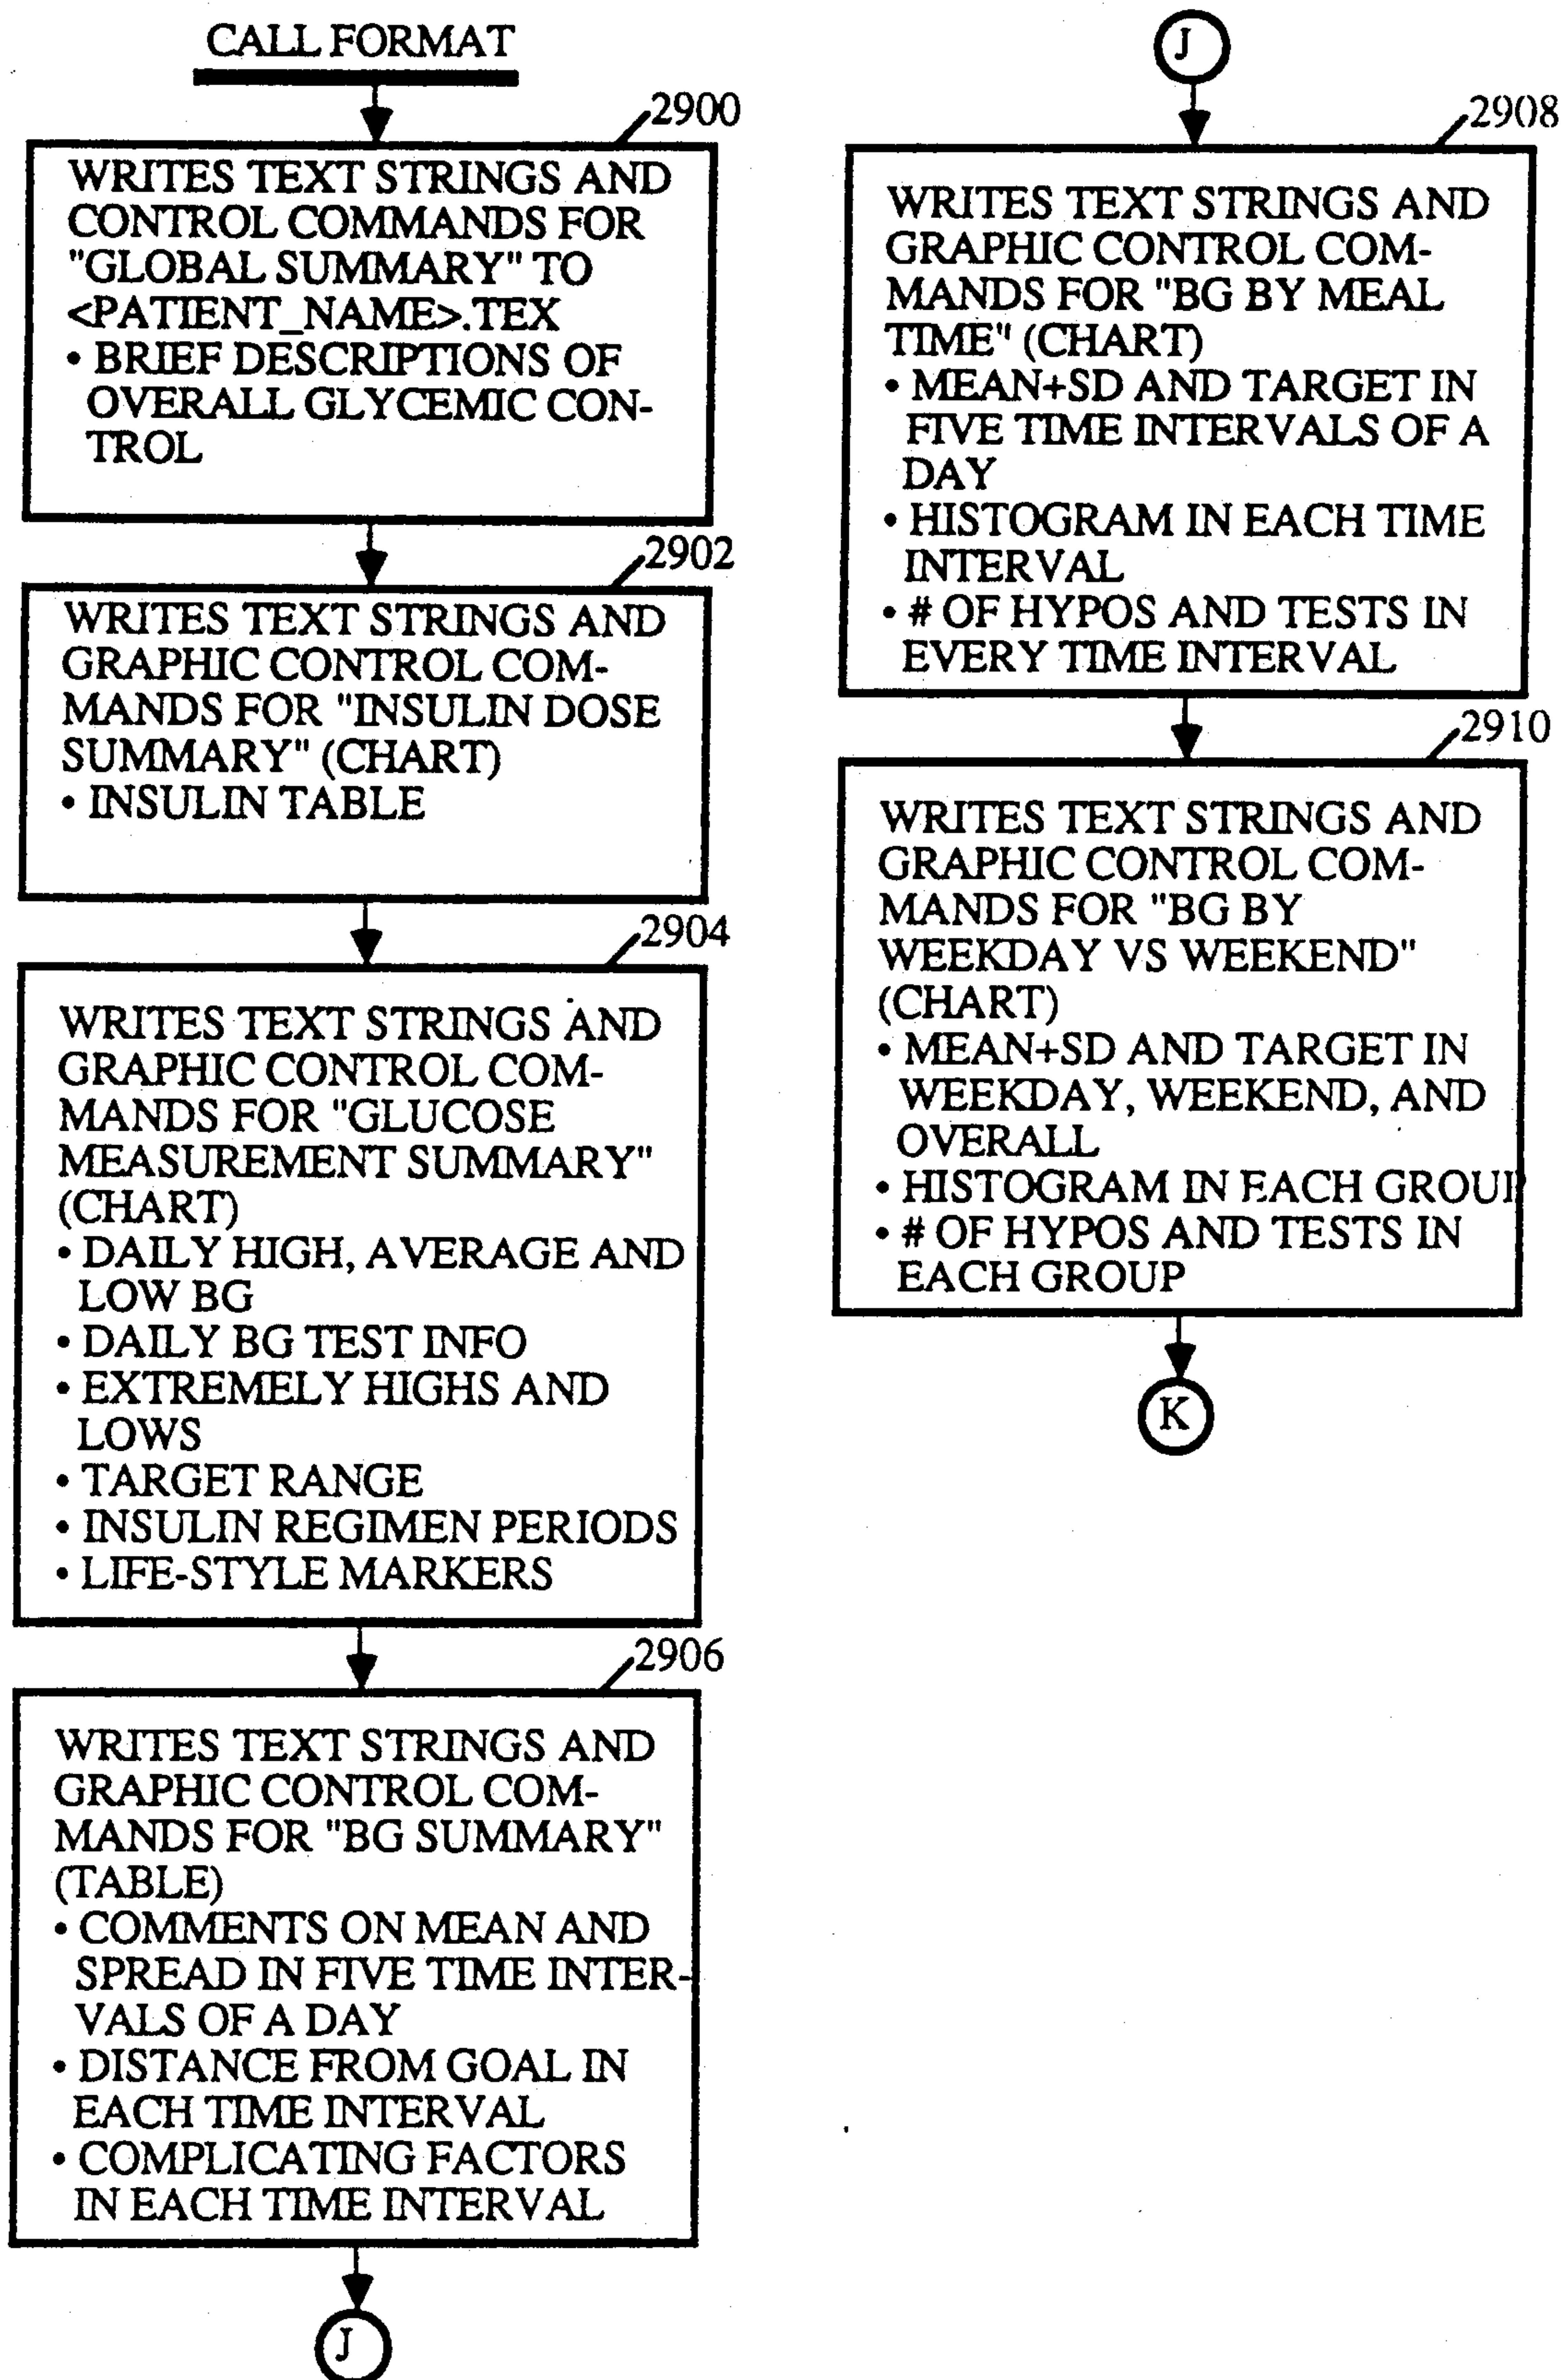 CALL FORMAT
2900
WRITES TEXT STRINGS AND
CONTROL COMMANDS FOR
"GLOBAL SUMMARY" TO
<PATIENT_NAME>.TEX
• BRIEF DESCRIPTIONS OF
OVERALL GLYCEMIC CON-
TROL
2902
WRITES TEXT STRINGS AND
GRAPHIC CONTROL COM-
MANDS FOR "INSULIN DOSE
SUMMARY" (CHART)
• INSULIN TABLE
2904
WRITES TEXT STRINGS AND
GRAPHIC CONTROL COM-
MANDS FOR "GLUCOSE
MEASUREMENT SUMMARY"
(CHART)
• DAILY HIGH, AVERAGE AND
LOW BG
• DAILY BG TEST INFO
• EXTREMELY HIGHS AND
LOWS
• TARGET RANGE
• INSULIN REGIMEN PERIODS
• LIFE-STYLE MARKERS
2906
WRITES TEXT STRINGS AND
GRAPHIC CONTROL COM-
MANDS FOR "BG SUMMARY"
(TABLE)
• COMMENTS ON MEAN AND
SPREAD IN FIVE TIME INTER-
VALS OF A DAY
• DISTANCE FROM GOAL IN
EACH TIME INTERVAL
• COMPLICATING FACTORS
IN EACH TIME INTERVAL
J
J
2908
WRITES TEXT STRINGS AND
GRAPHIC CONTROL COM-
MANDS FOR "BG BY MEAL
TIME" (CHART)
• MEAN+SD AND TARGET IN
FIVE TIME INTERVALS OF A
DAY
• HISTOGRAM IN EACH TIME
INTERVAL
• # OF HYPOS AND TESTS IN
EVERY TIME INTERVAL
2910
WRITES TEXT STRINGS AND
GRAPHIC CONTROL COM-
MANDS FOR "BG BY
WEEKDAY VS WEEKEND"
(CHART)
• MEAN+SD AND TARGET IN
WEEKDAY, WEEKEND, AND
OVERALL
• HISTOGRAM IN EACH GROUP
• # OF HYPOS AND TESTS IN
EACH GROUP
K